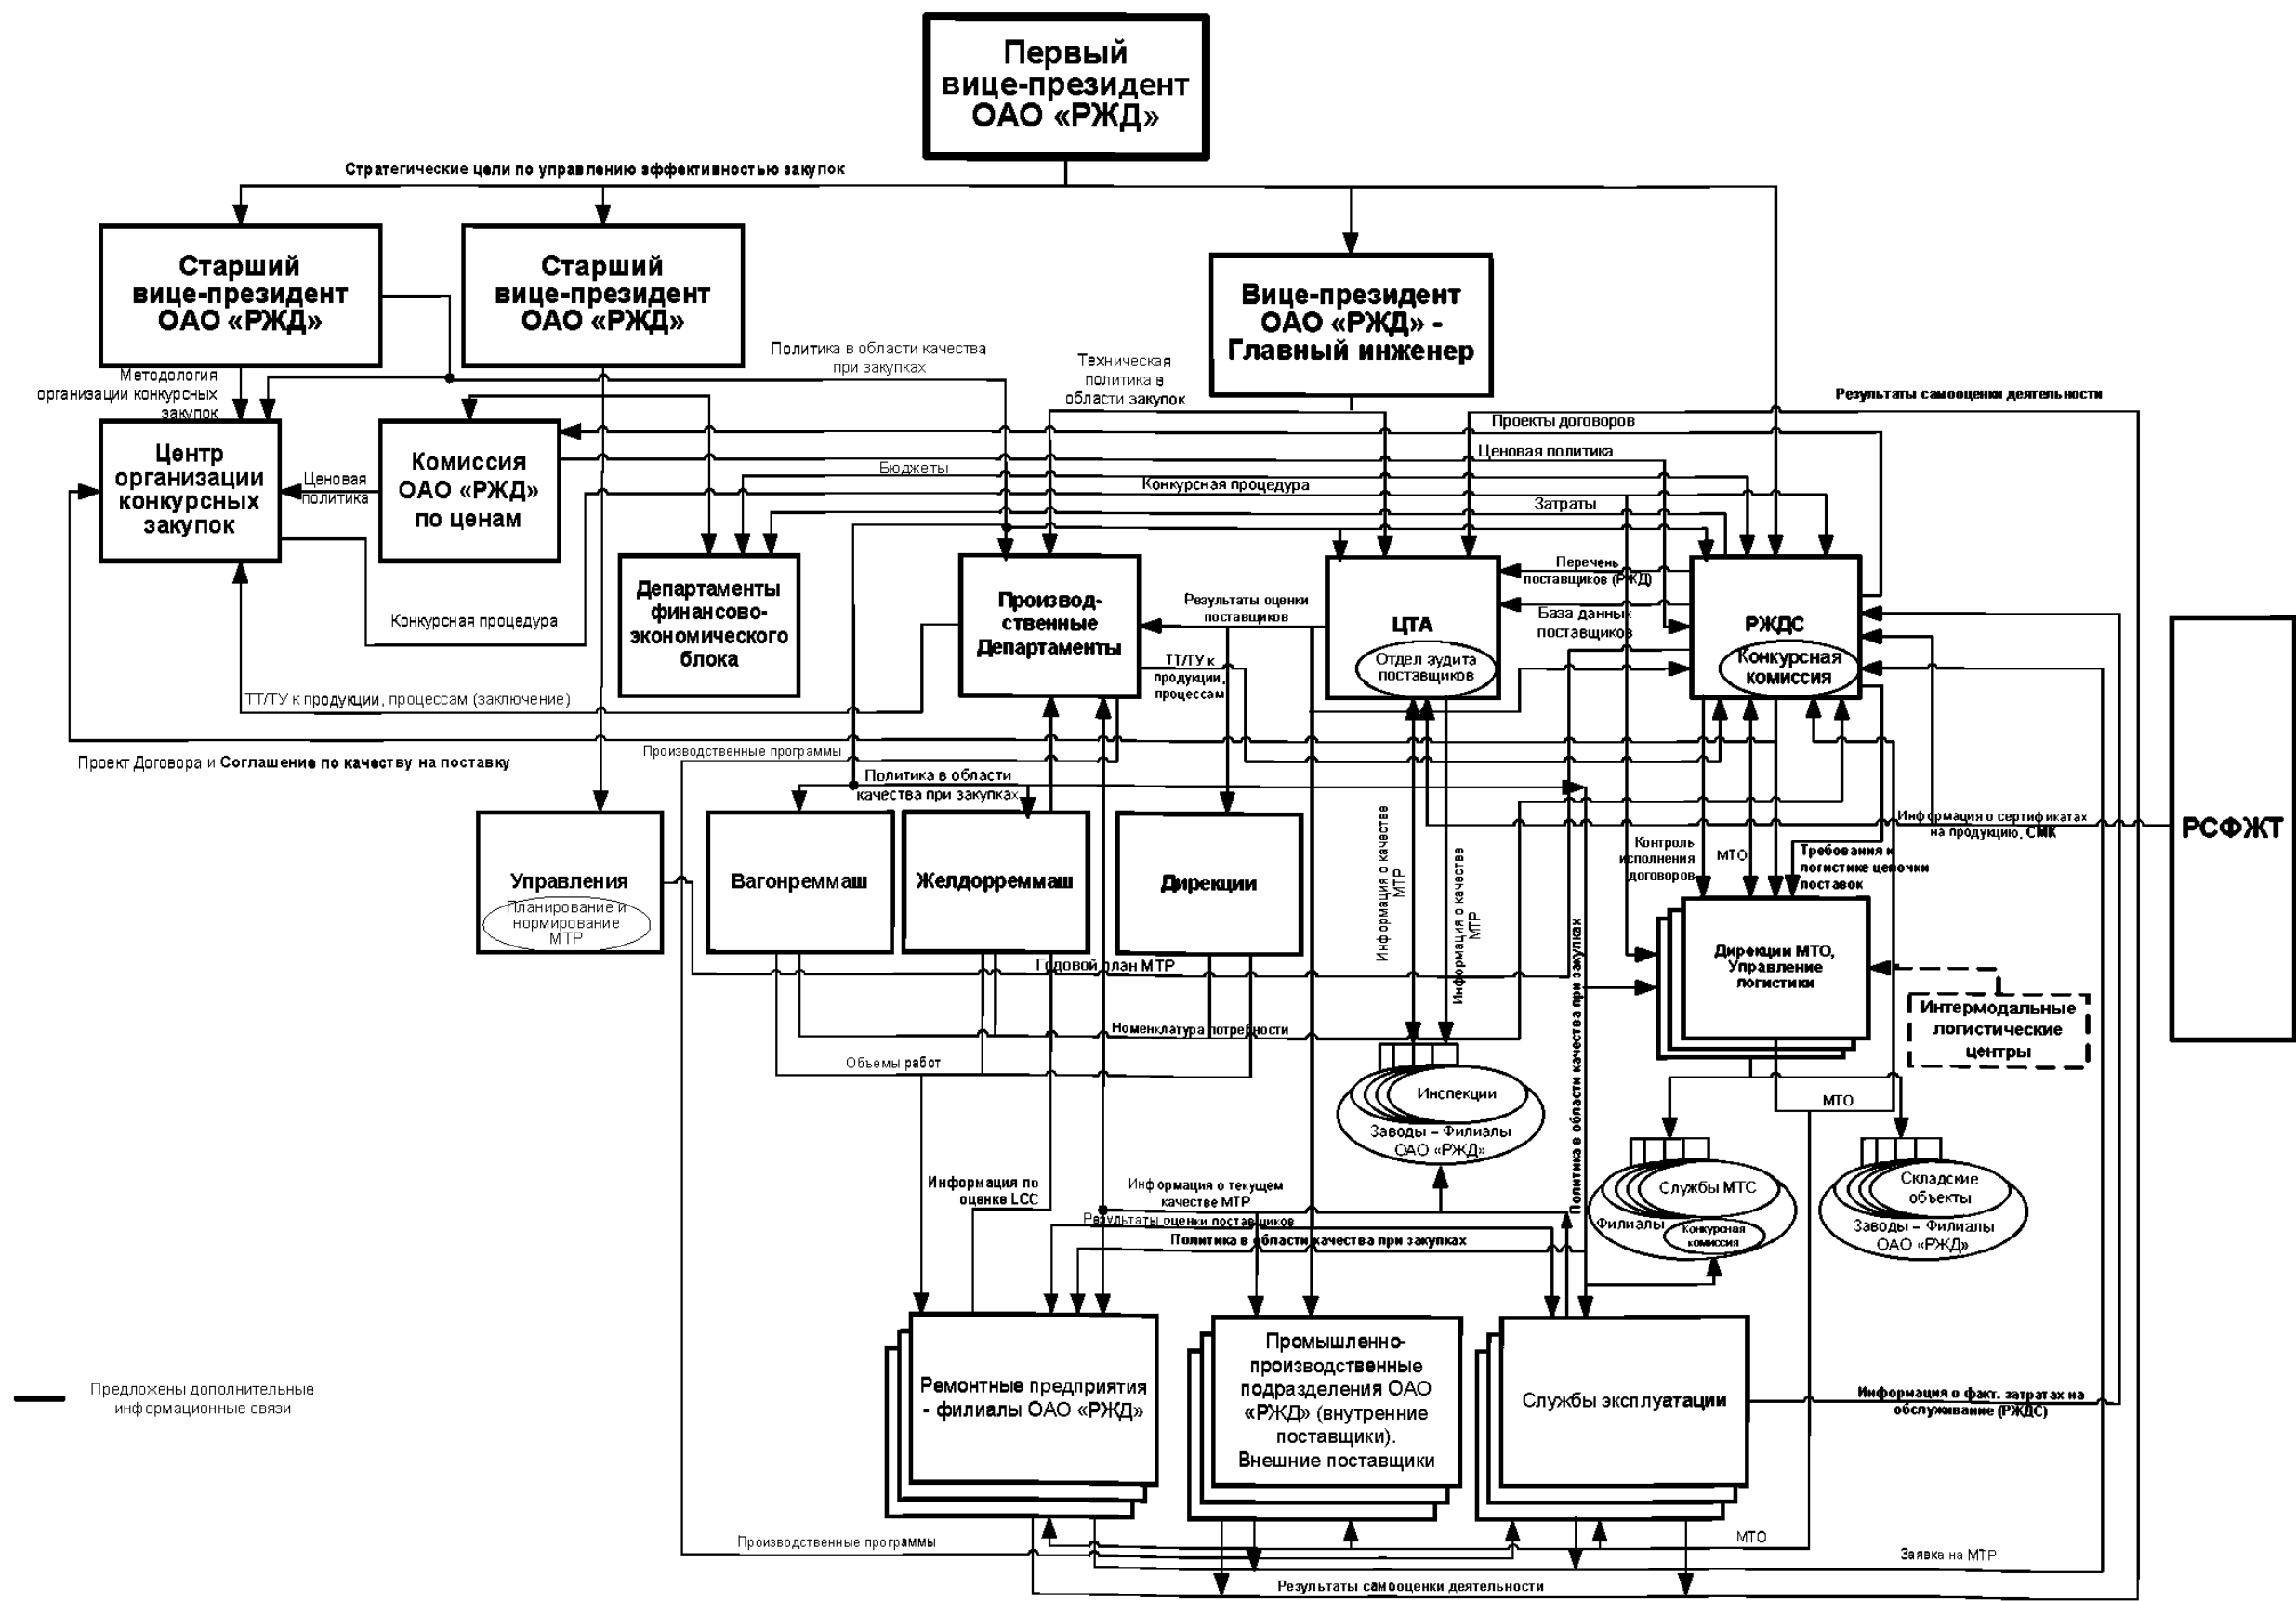 Первый
вице-президент
ОАО «РЖД»
Стратегические цели по управлению эффективностью закупок
Старший
вице-президент
ОАО «РЖД»
Старший
вице-президент
ОАО «РЖД»
Вице-президент
ОАО «РЖД» -
Главный инженер
Политика в области качества
при закупках
Техническая
политика в
области закупок
Методология
организации конкурсных
закупок
Результаты самооценки деятельности
Проекты договоров
Ценовая политика
Бюджеты
Конкурсная процедура
Затраты
Центр
организации
конкурсных
закупок
Ценовая
политика
Комиссия
ОАО «РЖД»
по ценам
Департаменты
финансово-
экономического
блока
Производ-
ственные
Департаменты
Результаты оценки
поставщиков
ЦТА
Отдел аудита
поставщиков
Перечень
поставщиков (РЖД)
База данных
поставщиков
РЖДС
Конкурсная
комиссия
РСФЖТ
Конкурсная процедура
ТТ/ТУ к
продукции,
процессам
ТТ/ТУ к продукции, процессам (заключение)
Проект Договора и Соглашение по качеству на поставку
Производственные программы
Политика в области
качества при закупках
Управления
Планирование и
нормирование
МТР
Вагонреммаш
Желдорреммаш
Дирекции
Информация о качестве
МТР
Информация о качестве
МТР
Контроль
исполнения
договоров
МТО
Требования к
логистике цепочки
поставок
Информация о сертификатах
на продукцию, СМК
Годовой план МТР
Политика в области качества при закупках
Дирекции МТО,
Управление
логистики
Интермодальные
логистические
центры
Номенклатура потребности
Объемы работ
Инспекции
Заводы – Филиалы
ОАО «РЖД»
МТО
Службы МТС
Филиалы
Конкурсная
комиссия
Складские
объекты
Заводы – Филиалы
ОАО «РЖД»
Информация по
оценке LCC
Информация о текущем
качестве МТР
Результаты оценки поставщиков
Политика в области качества при закупках
Ремонтные предприятия
- филиалы ОАО «РЖД»
Промышленно-
производственные
подразделения ОАО
«РЖД» (внутренние
поставщики).
Внешние поставщики
Службы эксплуатации
Информация о факт. затратах на
обслуживание (РЖДС)
Предложены дополнительные
информационные связи
Производственные программы
МТО
Заявка на МТР
Результаты самооценки деятельности